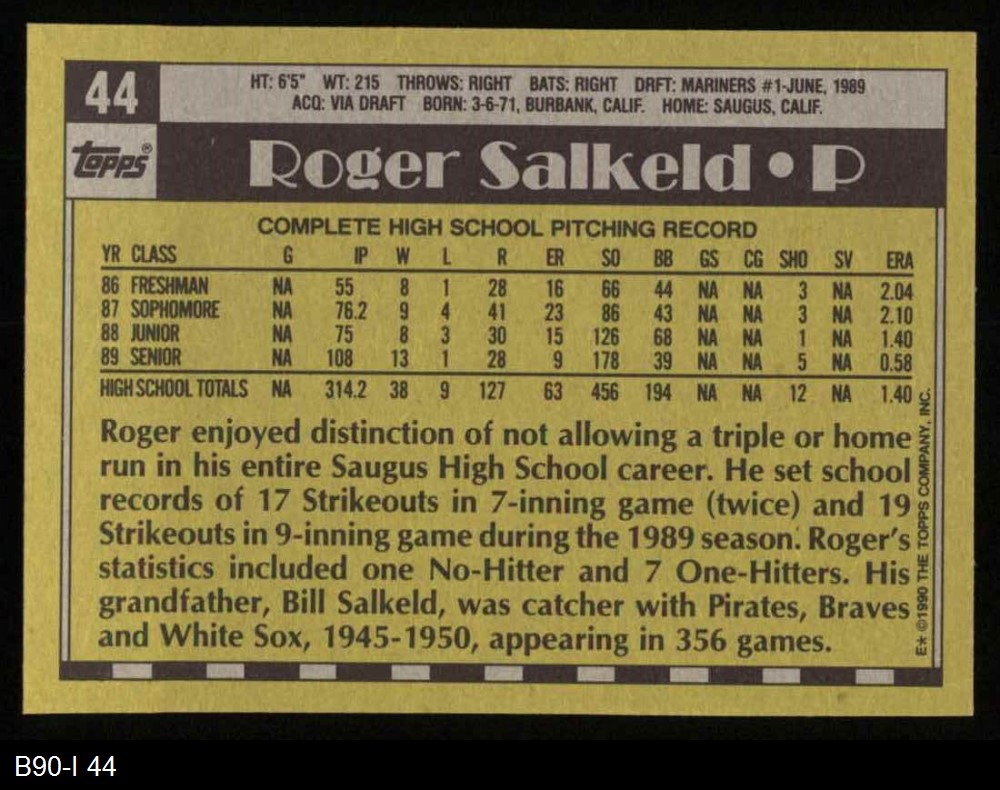 44
HT: 6'5" WT: 215 THROWS: RIGHT BATS: RIGHT DRFT: MARINERS #1-JUNE, 1989
ACQ: VIA DRAFT BORN: 3-6-71, BURBANK, CALIF. HOME: SAUGUS, CALIF.
topps®
Roger Salkeld • P
COMPLETE HIGH SCHOOL PITCHING RECORD
YR CLASS G IP W L R ER SO BB GS CG SHO SV ERA
86 FRESHMAN NA 55 8 1 28 16 66 44 NA NA 3 NA 2.04
87 SOPHOMORE NA 76.2 9 4 41 23 86 43 NA NA 3 NA 2.10
88 JUNIOR NA 75 8 3 30 15 126 68 NA NA 1 NA 1.40
89 SENIOR NA 108 13 1 28 9 178 39 NA NA 5 NA 0.58
HIGH SCHOOL TOTALS NA 314.2 38 9 127 63 456 194 NA NA 12 NA 1.40
Roger enjoyed distinction of not allowing a triple or home
run in his entire Saugus High School career. He set school
records of 17 Strikeouts in 7-inning game (twice) and 19
Strikeouts in 9-inning game during the 1989 season. Roger's
statistics included one No-Hitter and 7 One-Hitters. His
grandfather, Bill Salkeld, was catcher with Pirates, Braves
and White Sox, 1945-1950, appearing in 356 games.
E* ©1990 THE TOPPS COMPANY, INC.
B90-I 44